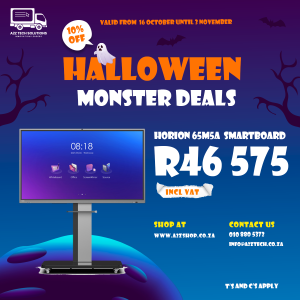 A2Z TECH SOLUTIONS
VALID FROM 16 OCTOBER UNTIL 2 NOVEMBER
10%
OFF
HALLOWEEN
MONSTER DEALS
HORION 65M5A SMARTBOARD
R46 575
INCL VAT
08:18
SHOP AT
WWW.A2ZSHOP.CO.ZA
CONTACT US
010 880 5373
INFO@A2ZTECH.CO.ZA
T'S AND C'S APPLY